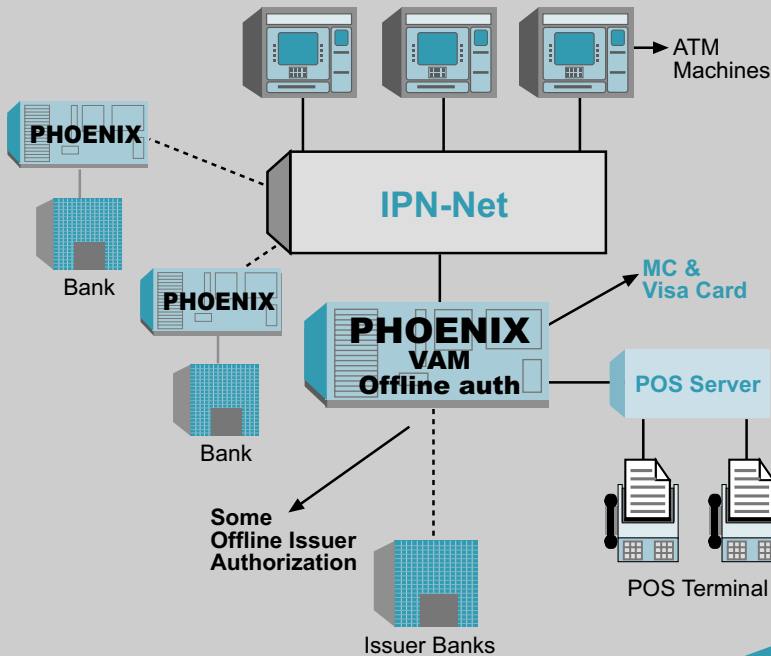 ATM
Machines
PHOENIX
IPN-Net
Bank
PHOENIX
MC &
Visa Card
PHOENIX
VAM
Offline auth
POS Server
Bank
Some
Offline Issuer
Authorization
POS Terminal
Issuer Banks